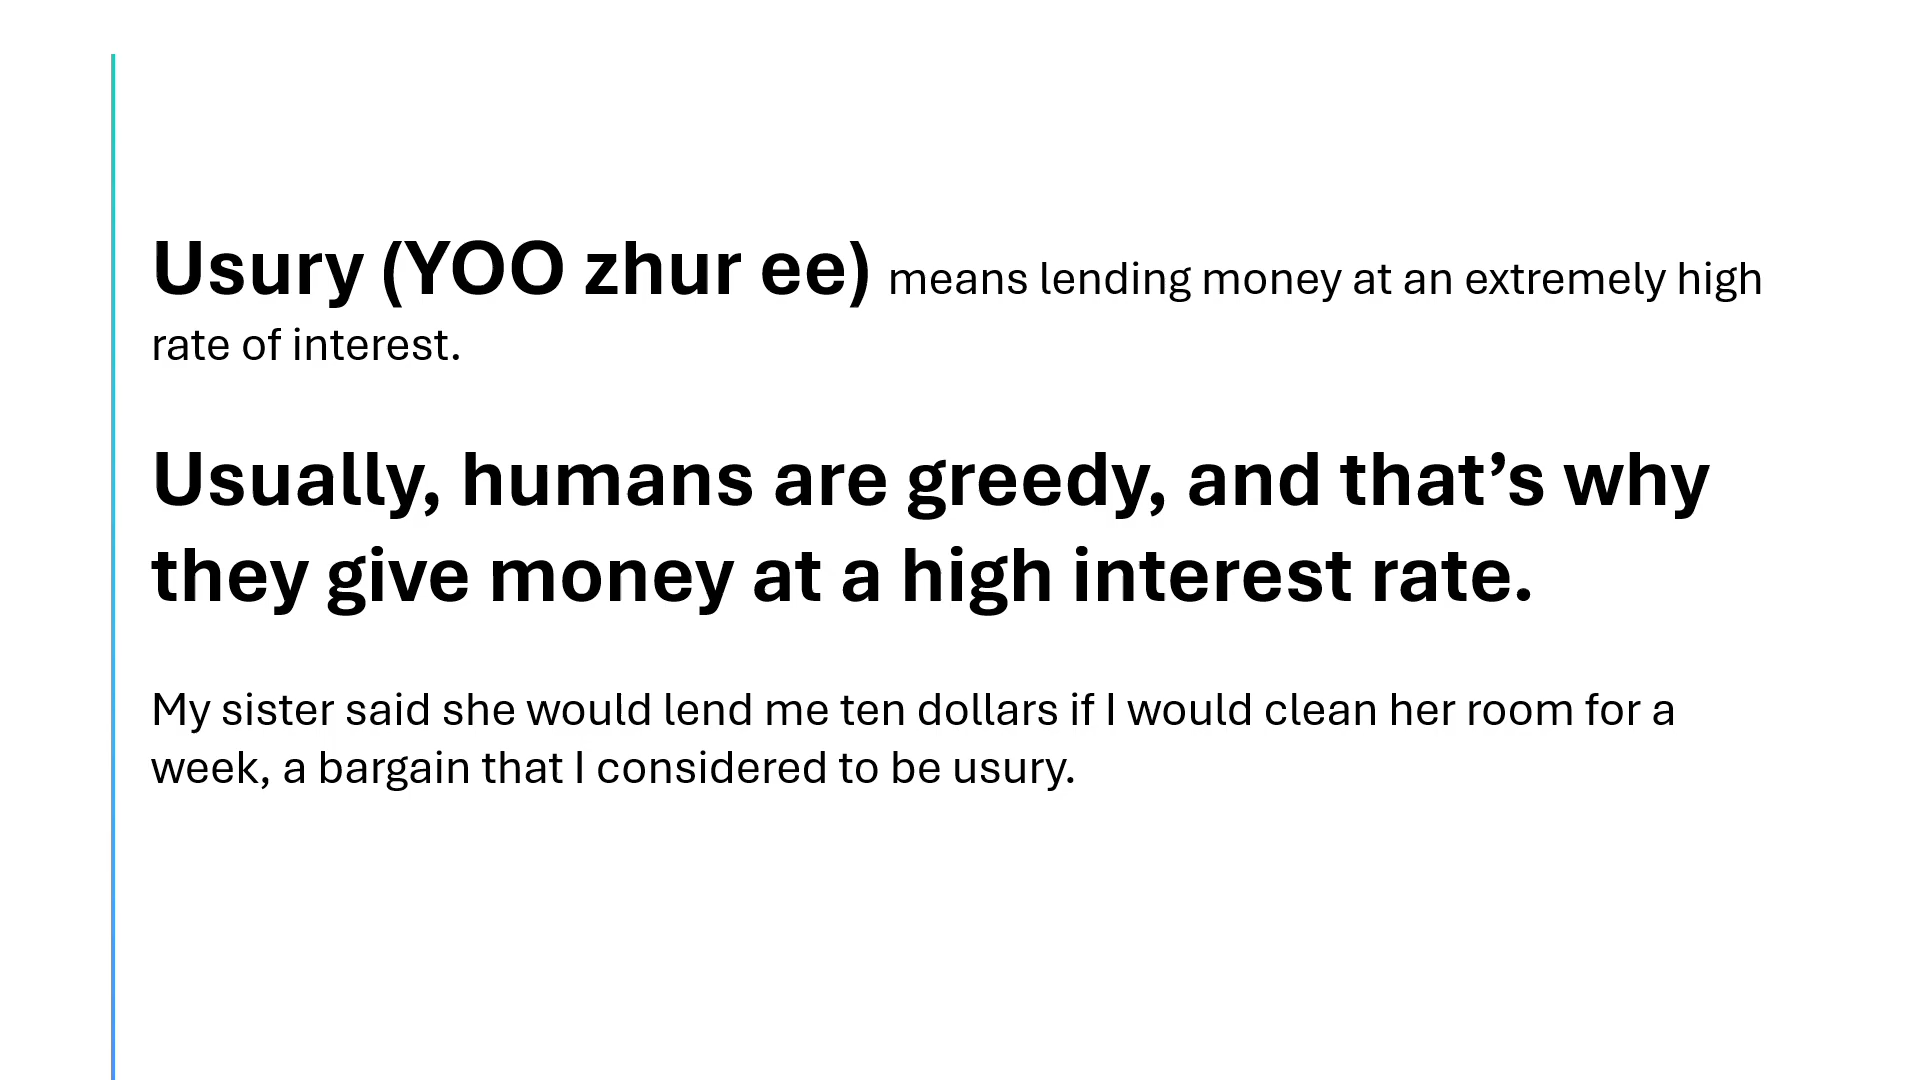 Usury (YOO zhur ee) means lending money at an extremely high
rate of interest.
Usually, humans are greedy, and that’s why
they give money at a high interest rate.
My sister said she would lend me ten dollars if I would clean her room for a
week, a bargain that I considered to be usury.